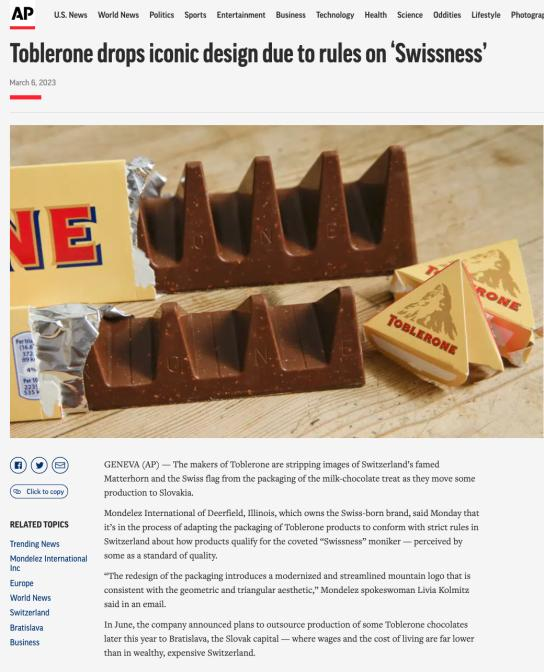 AP
U.S. News World News Politics Sports Entertainment Business Technology Health Science Oddities Lifestyle
Toblerone drops iconic design due to rules on ‘Swissness’
March 6, 2023
NE
O N E
TOBLERONE
O N E
4%
Click to copy
RELATED TOPICS
Trending News
Mondelez International
Inc
Europe
World News
Switzerland
Bratislava
Business
GENEVA (AP) — The makers of Toblerone are stripping images of Switzerland’s famed
Matterhorn and the Swiss flag from the packaging of the milk-chocolate treat as they move some
production to Slovakia.
Mondelez International of Deerfield, Illinois, which owns the Swiss-born brand, said Monday that
it’s in the process of adapting the packaging of Toblerone products to conform with strict rules in
Switzerland about how products qualify for the coveted “Swissness” moniker — perceived by
some as a standard of quality.
“The redesign of the packaging introduces a modernized and streamlined mountain logo that is
consistent with the geometric and triangular aesthetic,” Mondelez spokeswoman Livia Kolmitz
said in an email.
In June, the company announced plans to outsource production of some Toblerone chocolates
later this year to Bratislava, the Slovak capital — where wages and the cost of living are far lower
than in wealthy, expensive Switzerland.